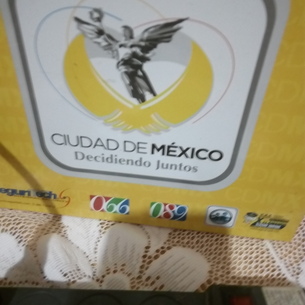 CIUDAD DE MÉXICO
Decidiendo Juntos
066 089